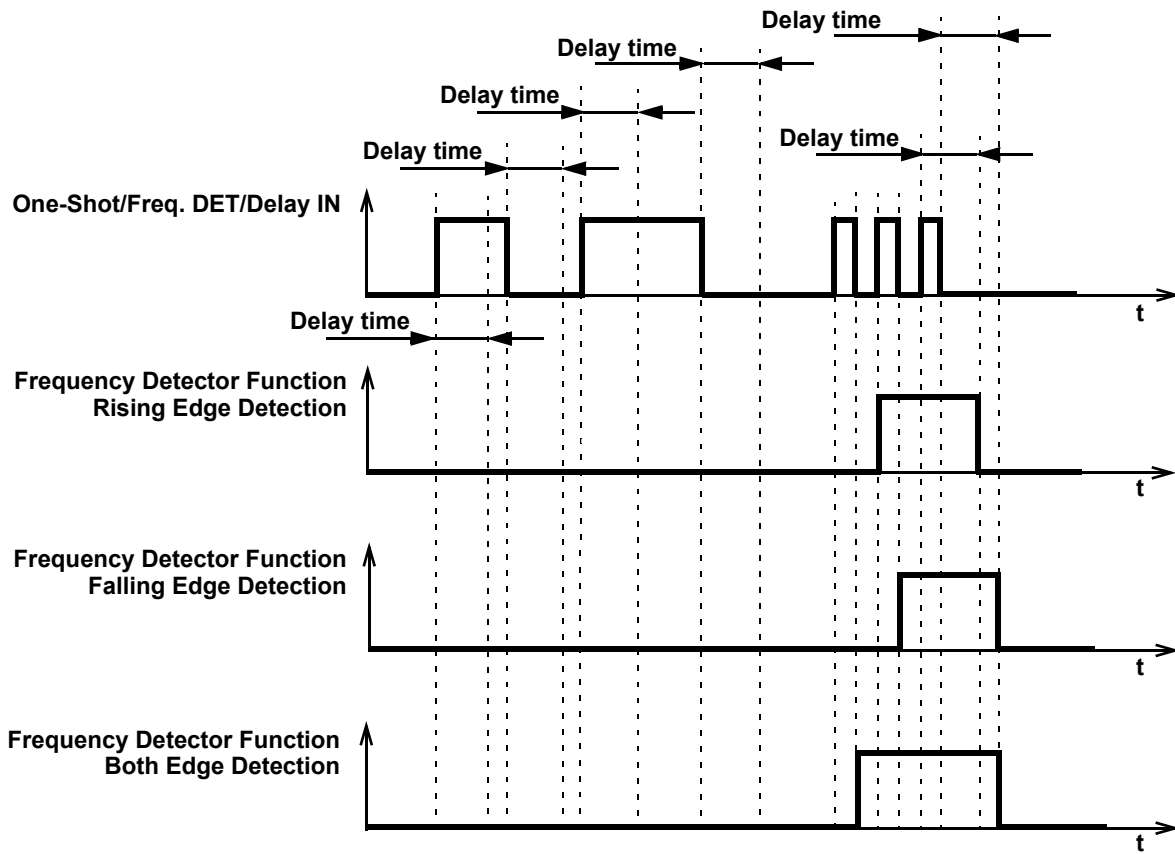 Delay time
Delay time
Delay time
Delay time
Delay time
One-Shot/Freq. DET/Delay IN
t
Delay time
Frequency Detector Function
Rising Edge Detection
t
Frequency Detector Function
Falling Edge Detection
t
Frequency Detector Function
Both Edge Detection
t